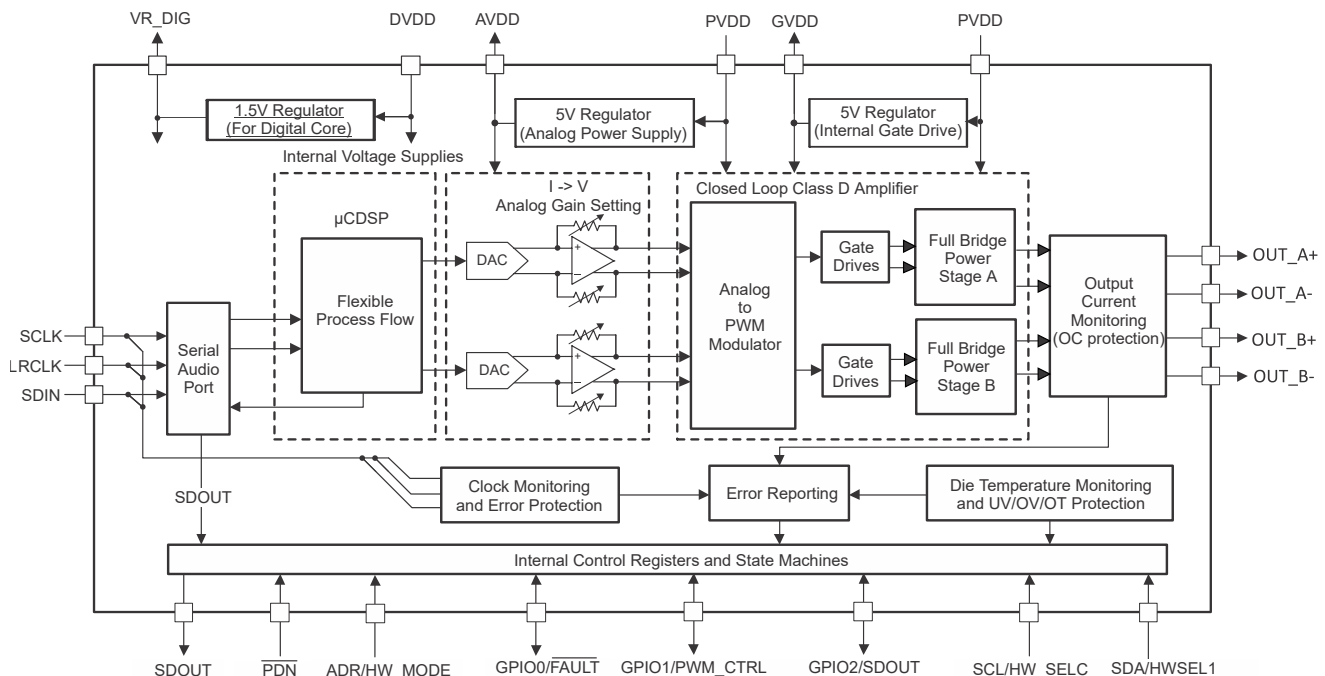 VR_DIG
DVDD
AVDD
PVDD
GVDD
PVDD
1.5V Regulator
(For Digital Core)
5V Regulator
(Analog Power Supply)
5V Regulator
(Internal Gate Drive)
Internal Voltage Supplies
µCDSP
I -> V
Analog Gain Setting
Closed Loop Class D Amplifier
Flexible
Process Flow
DAC
+
−
DAC
+
−
Analog
to
PWM
Modulator
Gate
Drives
Gate
Drives
Full Bridge
Power
Stage A
Full Bridge
Power
Stage B
Output
Current
Monitoring
(OC protection)
OUT_A+
OUT_A-
OUT_B+
OUT_B-
SCLK
LRCLK
SDIN
Serial
Audio
Port
SDOUT
Clock Monitoring
and Error Protection
Error Reporting
Die Temperature Monitoring
and UV/OV/OT Protection
Internal Control Registers and State Machines
SDOUT
PDN
ADR/HW_MODE
GPIO0/FAULT
GPIO1/PWM_CTRL
GPIO2/SDOUT
SCL/HW_SELC
SDA/HWSEL1